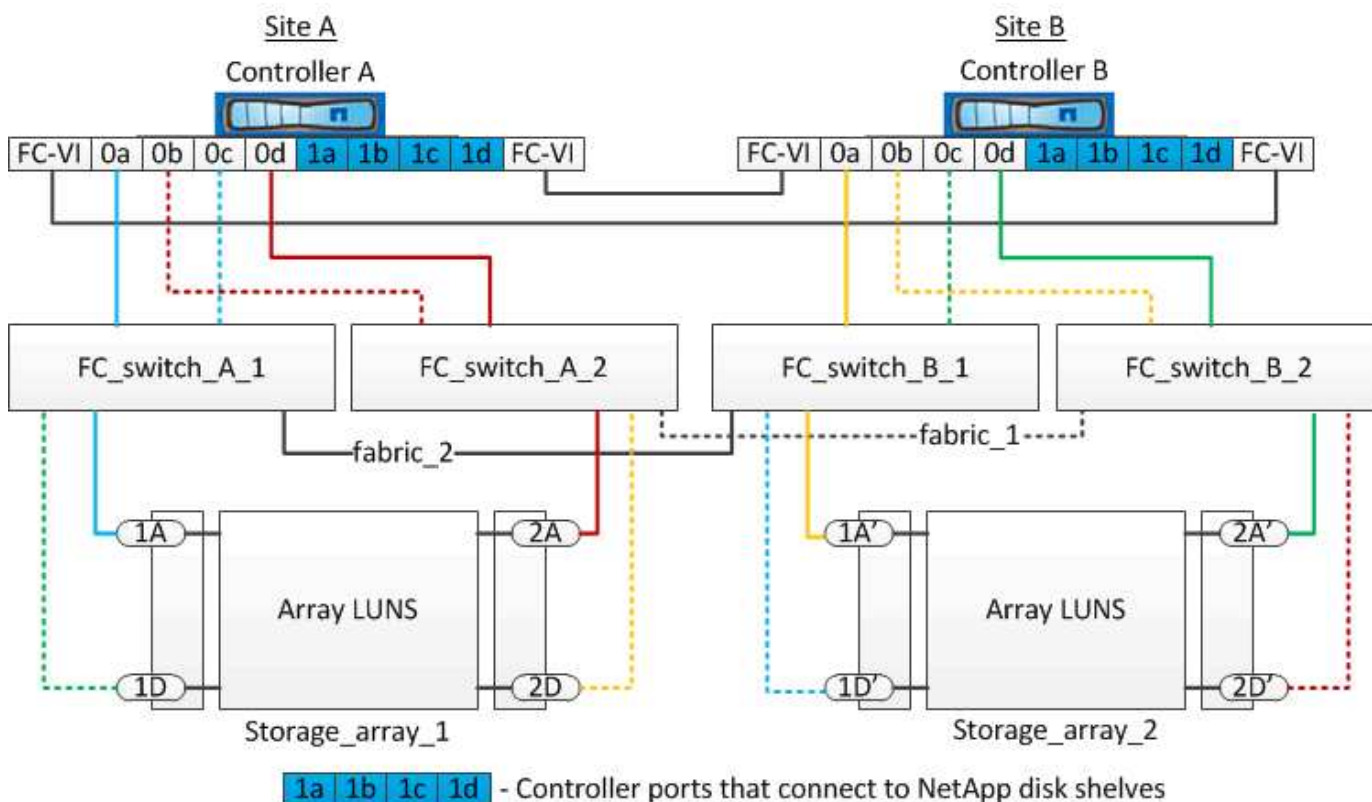 Site A
Site B
Controller A
Controller B
FC-VI 0a 0b 0c 0d 1a 1b 1c 1d FC-VI
FC-VI 0a 0b 0c 0d 1a 1b 1c 1d FC-VI
FC_switch_A_1
FC_switch_A_2
FC_switch_B_1
FC_switch_B_2
fabric_2
fabric_1
1A
2A
1A’
2A’
Array LUNS
Array LUNS
1D
2D
1D’
2D’
Storage_array_1
Storage_array_2
1a 1b 1c 1d - Controller ports that connect to NetApp disk shelves